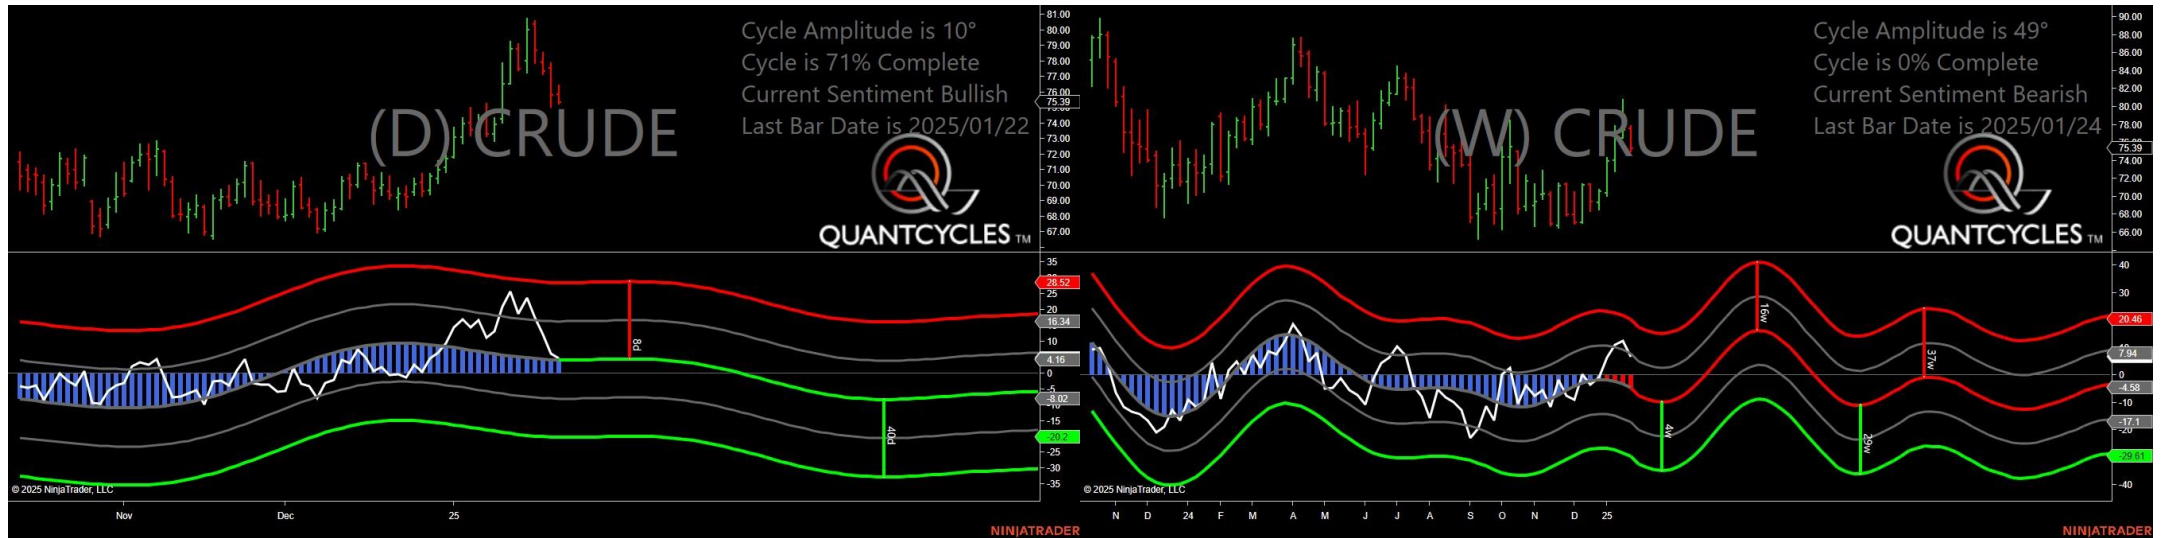 Cycle Amplitude is 10°
Cycle is 71% Complete
Current Sentiment Bullish
Last Bar Date is 2025/01/22
(D) CRUDE
QUANTCYCLES TM
81.00
80.00
79.00
78.00
77.00
76.00
75.39
74.00
73.00
72.00
71.00
70.00
69.00
68.00
67.00
35
28.52
25
20
16.34
10
4.16
0
-5
-8.02
-15
-20.2
-25
-30
-35
8d
40d
© 2025 NinjaTrader, LLC
Nov
Dec
25
NINJATRADER
Cycle Amplitude is 49°
Cycle is 0% Complete
Current Sentiment Bearish
Last Bar Date is 2025/01/24
(W) CRUDE
QUANTCYCLES TM
90.00
88.00
86.00
84.00
82.00
80.00
78.00
75.39
74.00
72.00
70.00
68.00
66.00
40
30
20.46
7.94
0
-4.58
-10
-17.1
-20
-29.61
-40
16w
37w
4w
29w
© 2025 NinjaTrader, LLC
N D 24 F M A M J J A S O N D 25
NINJATRADER